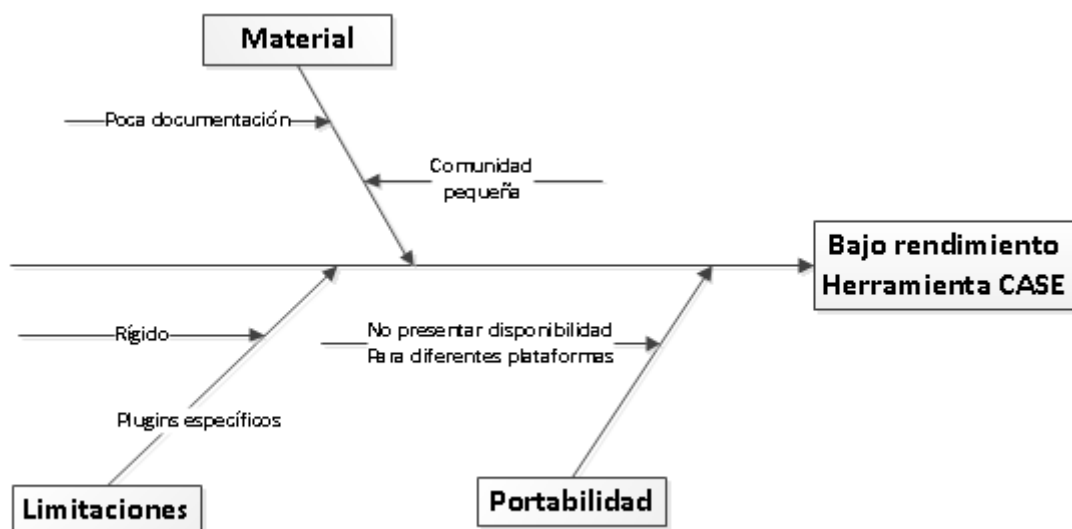 Material
Poca documentación
Comunidad
pequeña
Bajo rendimiento
Herramienta CASE
Rígido
No presentar disponibilidad
Para diferentes plataformas
Plugins específicos
Limitaciones
Portabilidad